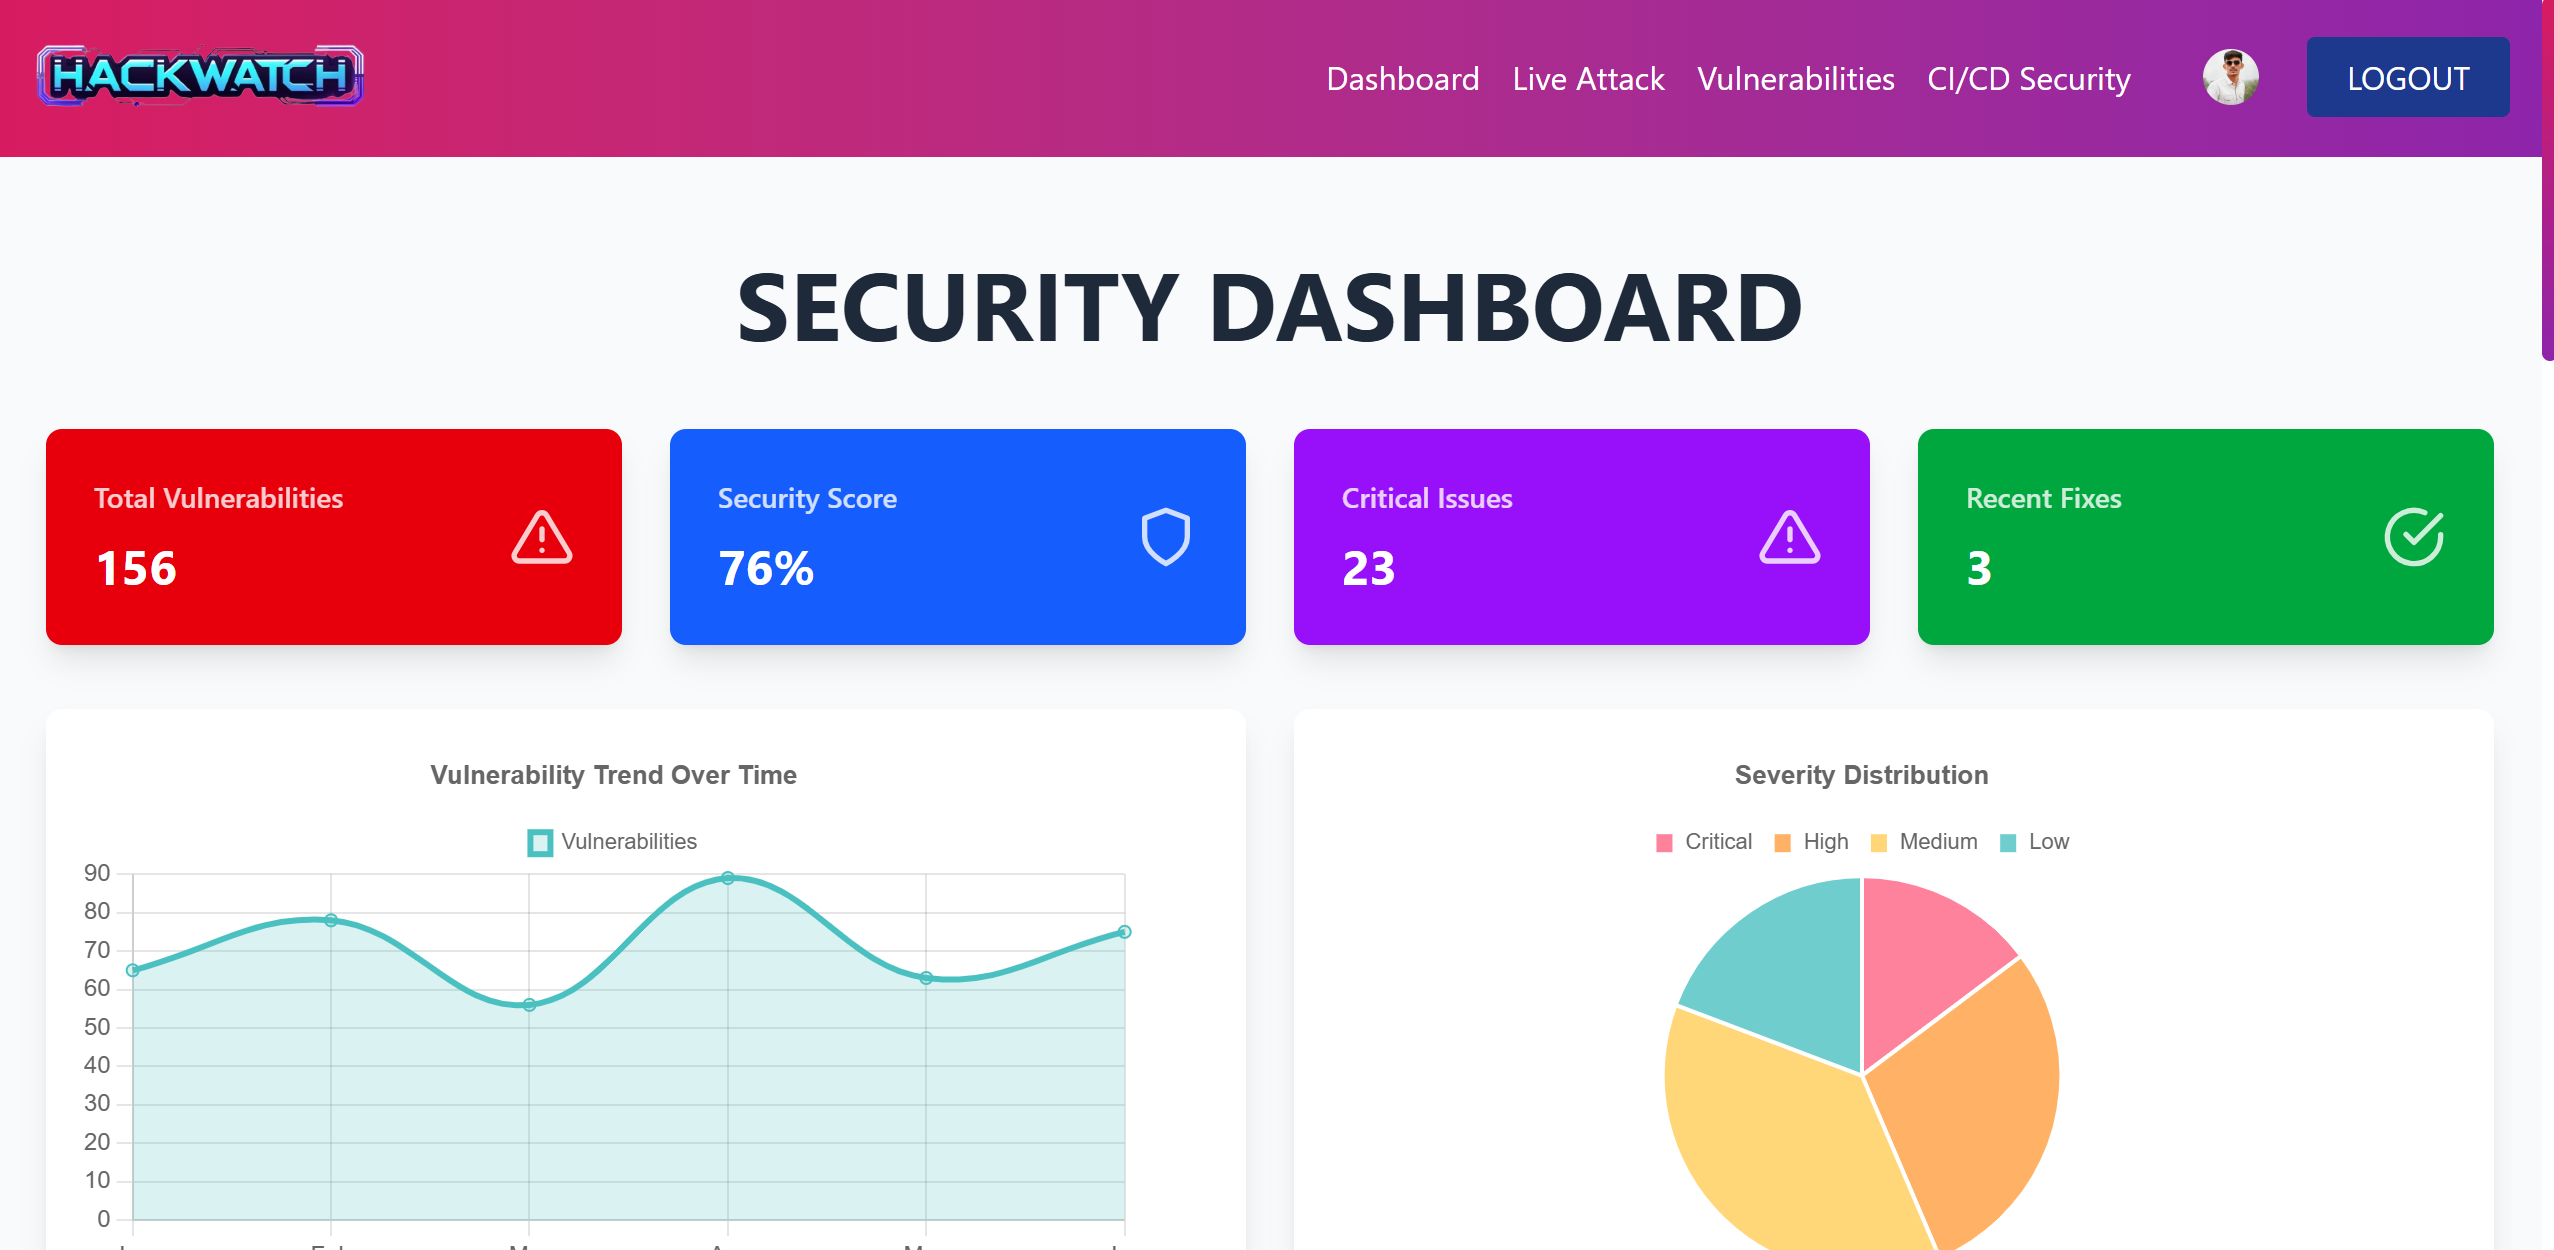 HACKWATCH
Dashboard Live Attack Vulnerabilities CI/CD Security LOGOUT
SECURITY DASHBOARD
Total Vulnerabilities
156
Security Score
76%
Critical Issues
23
Recent Fixes
3
Vulnerability Trend Over Time
Vulnerabilities
90
80
70
60
50
40
30
20
10
0
Severity Distribution
Critical High Medium Low